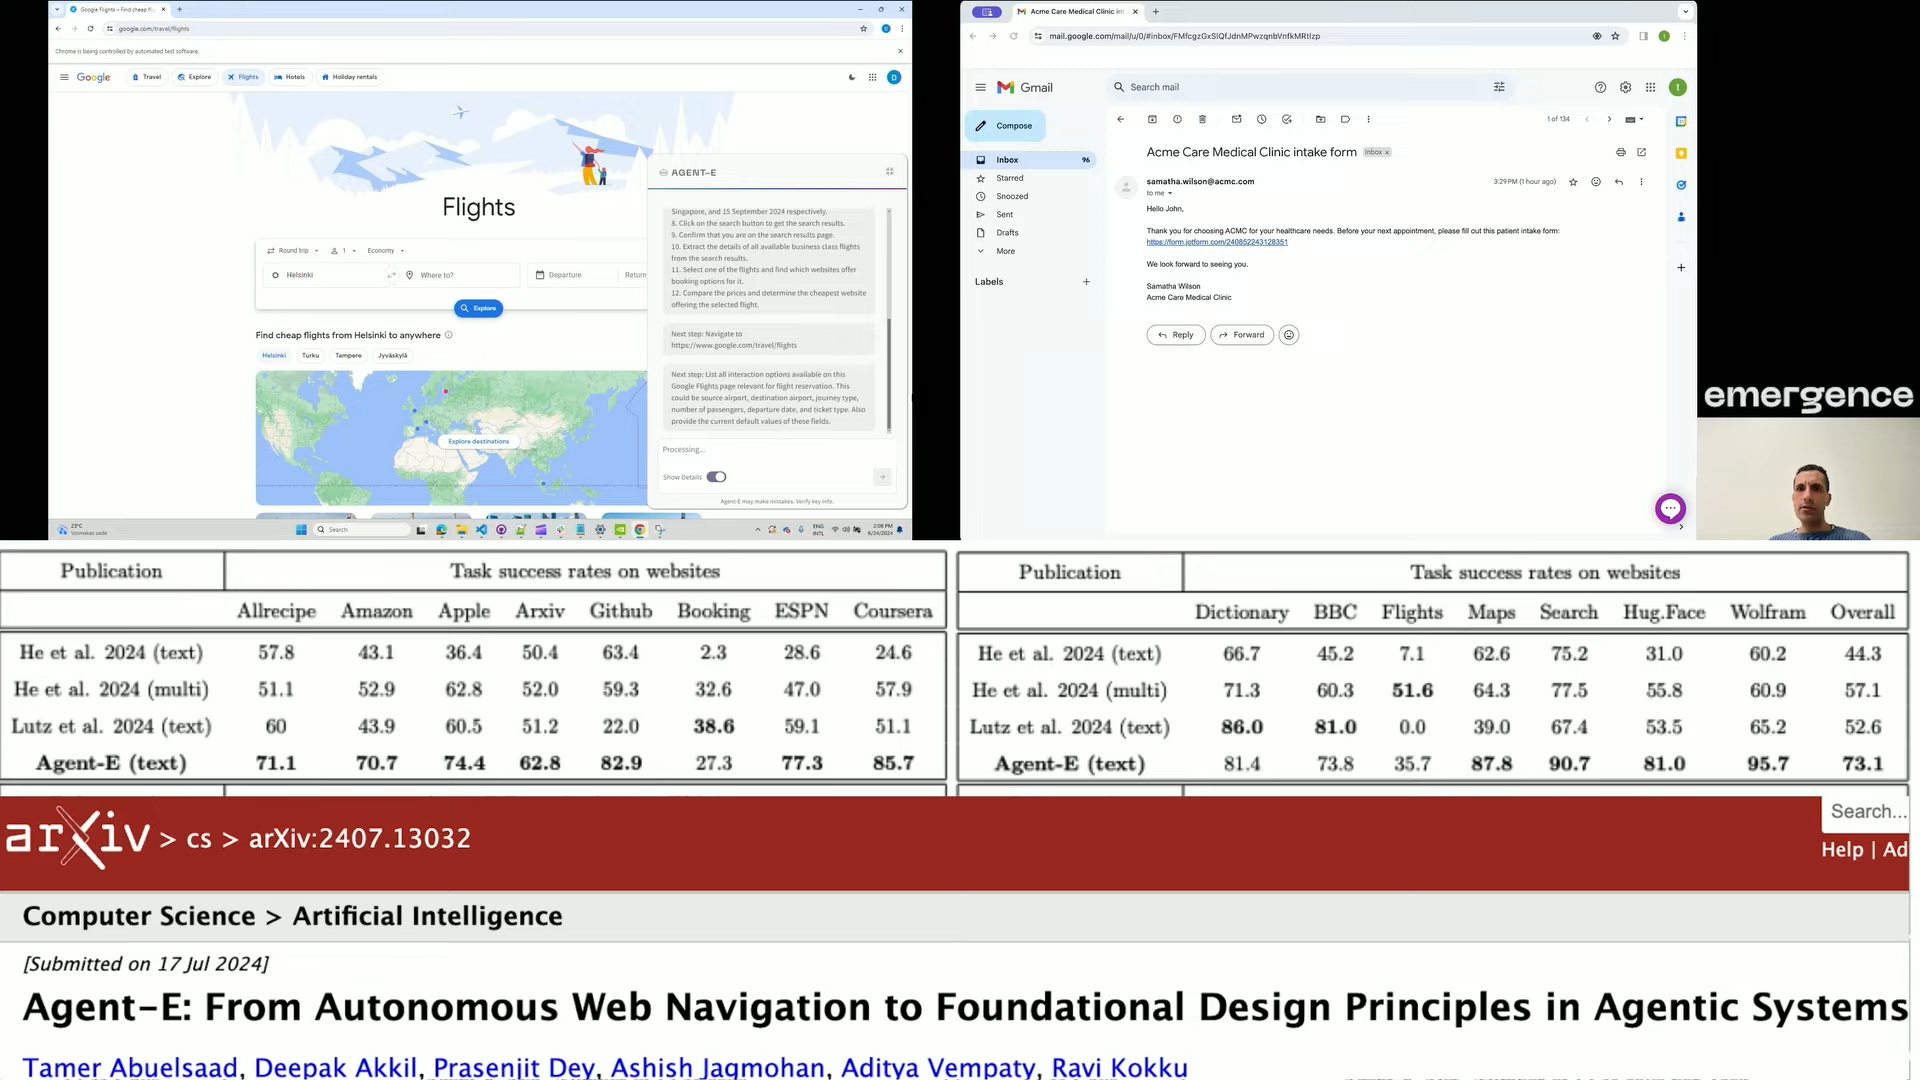 Google Flights – Find cheap fl
google.com/travel/flights
Chrome is being controlled by automated test software.
Google
Travel
Explore
Flights
Hotels
Holiday rentals
D
Flights
Round trip
1
Economy
Helsinki
Where to?
Departure
Return
Explore
Find cheap flights from Helsinki to anywhere
Helsinki
Turku
Tampere
Jyväskylä
Explore destinations
AGENT–E
Singapore, and 15 September 2024 respectively.
8. Click on the search button to get the search results.
9. Confirm that you are on the search results page.
10. Extract the details of all available business class flights
from the search results.
11. Select one of the flights and find which websites offer
booking options for it.
12. Compare the prices and determine the cheapest website
offering the selected flight.
Next step: Navigate to
https://www.google.com/travel/flights
Next step: List all interaction options available on this
Google Flights page relevant for flight reservation. This
could be source airport, destination airport, journey type,
number of passengers, departure date, and ticket type. Also
provide the current default values of these fields.
Processing...
Show Details
Agent-E may make mistakes. Verify key info.
23°C
Voimakas sade
Search
ENG
INTL
2:08 PM
6/24/2024
Acme Care Medical Clinic in
mail.google.com/mail/u/0/#inbox/FMfcgzGxSlQfJdnMPwzqnbVnfkMRtlzp
Gmail
Search mail
t
Compose
1 of 134
Inbox 96
Starred
Snoozed
Sent
Drafts
More
Labels
Acme Care Medical Clinic intake form
Inbox x
samatha.wilson@acmc.com
3:29 PM (1 hour ago)
to me
Hello John,
Thank you for choosing ACMC for your healthcare needs. Before your next appointment, please fill out this patient intake form:
https://form.jotform.com/240852243128351
We look forward to seeing you.
Samatha Wilson
Acme Care Medical Clinic
Reply
Forward
emergence
Publication Task success rates on websites
Allrecipe Amazon Apple Arxiv Github Booking ESPN Coursera
He et al. 2024 (text) 57.8 43.1 36.4 50.4 63.4 2.3 28.6 24.6
He et al. 2024 (multi) 51.1 52.9 62.8 52.0 59.3 32.6 47.0 57.9
Lutz et al. 2024 (text) 60 43.9 60.5 51.2 22.0 38.6 59.1 51.1
Agent-E (text) 71.1 70.7 74.4 62.8 82.9 27.3 77.3 85.7
Publication Task success rates on websites
Dictionary BBC Flights Maps Search Hug.Face Wolfram Overall
He et al. 2024 (text) 66.7 45.2 7.1 62.6 75.2 31.0 60.2 44.3
He et al. 2024 (multi) 71.3 60.3 51.6 64.3 77.5 55.8 60.9 57.1
Lutz et al. 2024 (text) 86.0 81.0 0.0 39.0 67.4 53.5 65.2 52.6
Agent-E (text) 81.4 73.8 35.7 87.8 90.7 81.0 95.7 73.1
arXiv > cs > arXiv:2407.13032
Search...
Help | Ad
Computer Science > Artificial Intelligence
[Submitted on 17 Jul 2024]
Agent-E: From Autonomous Web Navigation to Foundational Design Principles in Agentic Systems
Tamer Abuelsaad, Deepak Akkil, Prasenjit Dey, Ashish Jagmohan, Aditya Vempaty, Ravi Kokku